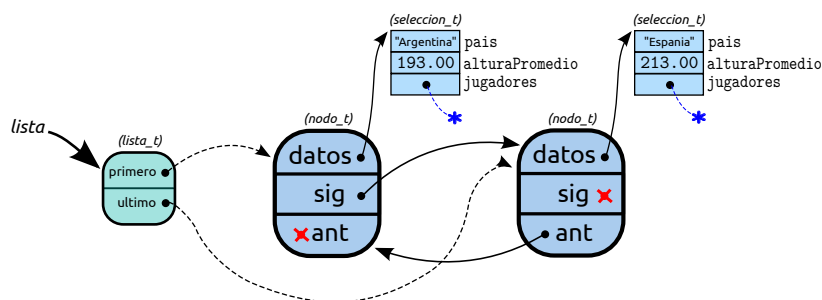 (seleccion_t)
"Argentina" pais
193.00 alturaPromedio
jugadores
*
(seleccion_t)
"Espania" pais
213.00 alturaPromedio
jugadores
*
lista
(lista_t)
primero
ultimo
(nodo_t)
datos
sig
ant
(nodo_t)
datos
sig
ant